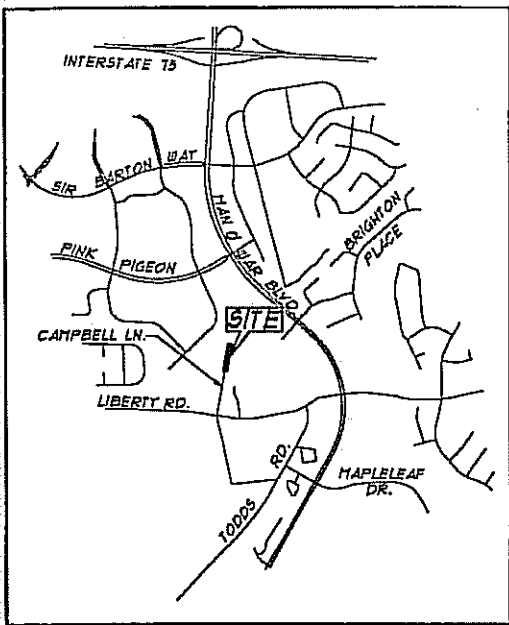 INTERSTATE 75
SIR BARTON WAY
MAN O WAR BLVD.
BRIGHTON
PLACE
PINK PIGEON
SITE
CAMPBELL LN.
LIBERTY RD.
TODDS RD.
MAPLELEAF
DR.